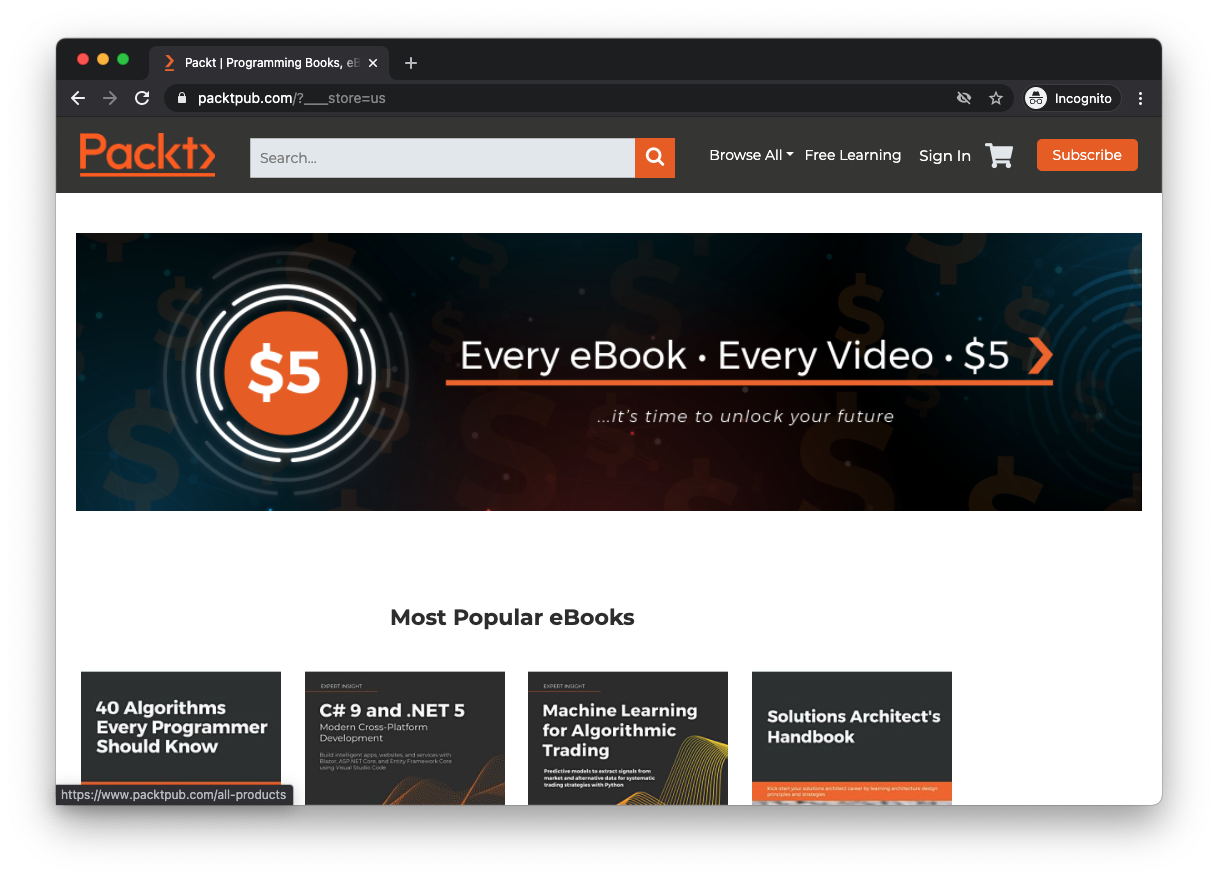 Packt | Programming Books, eB
packtpub.com/?____store=us
Incognito
Packt
Search...
Browse All
Free Learning
Sign In
Subscribe
$5
Every eBook • Every Video • $5
...it's time to unlock your future
Most Popular eBooks
40 Algorithms
Every Programmer
Should Know
EXPERT INSIGHT
C# 9 and .NET 5
Modern Cross-Platform
Development
Build intelligent apps, websites, and services with
Blazor, ASP.NET Core, and Entity Framework Core
using Visual Studio Code
EXPERT INSIGHT
Machine Learning
for Algorithmic
Trading
Predictive models to extract signals from
market and alternative data for systematic
trading strategies with Python
Solutions Architect's
Handbook
Kick-start your solutions architect career by learning architecture design
principles and strategies
https://www.packtpub.com/all-products